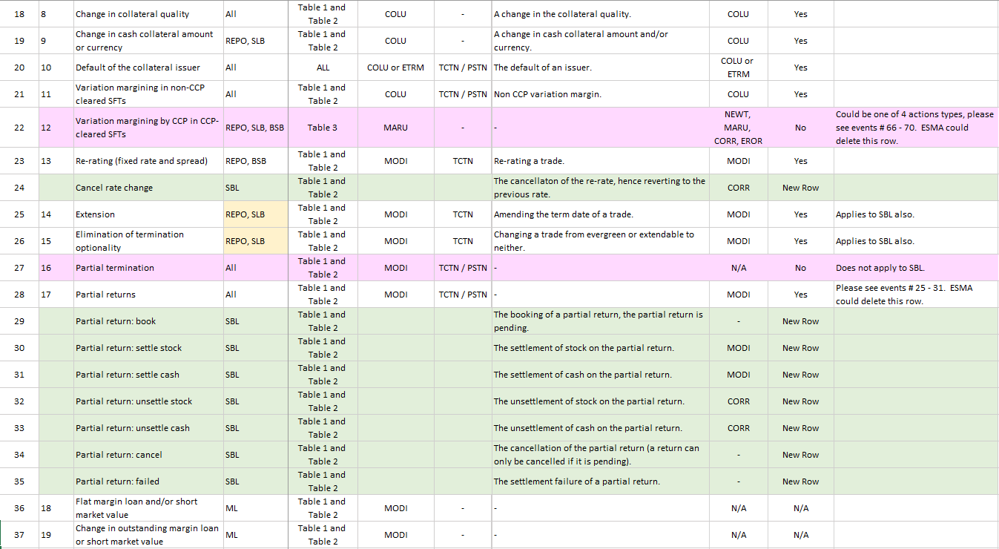 18 8 Change in collateral quality All Table 1 and Table 2 COLU - A change in the collateral quality. COLU Yes
19 9 Change in cash collateral amount or currency REPO, SLB Table 1 and Table 2 COLU - A change in cash collateral amount and/or currency. COLU Yes
20 10 Default of the collateral issuer All ALL COLU or ETRM TCTN / PSTN The default of an issuer. COLU or ETRM Yes
21 11 Variation margining in non-CCP cleared SFTs All Table 1 and Table 2 COLU TCTN / PSTN Non CCP variation margin. COLU Yes
22 12 Variation margining by CCP in CCP-cleared SFTs REPO, SLB, BSB Table 3 MARU - - NEWT, MARU, CORR, EROR No Could be one of 4 actions types, please see events # 66 - 70. ESMA could delete this row.
23 13 Re-rating (fixed rate and spread) REPO, BSB Table 1 and Table 2 MODI TCTN Re-rating a trade. MODI Yes
24 Cancel rate change SBL Table 1 and Table 2 The cancellaton of the re-rate, hence reverting to the previous rate. CORR New Row
25 14 Extension REPO, SLB Table 1 and Table 2 MODI TCTN Amending the term date of a trade. MODI Yes Applies to SBL also.
26 15 Elimination of termination optionality REPO, SLB Table 1 and Table 2 MODI TCTN Changing a trade from evergreen or extendable to neither. MODI Yes Applies to SBL also.
27 16 Partial termination All Table 1 and Table 2 MODI TCTN / PSTN - N/A No Does not apply to SBL.
28 17 Partial returns All Table 1 and Table 2 MODI TCTN / PSTN - MODI Yes Please see events # 25 - 31. ESMA could delete this row.
29 Partial return: book SBL Table 1 and Table 2 The booking of a partial return, the partial return is pending. - New Row
30 Partial return: settle stock SBL Table 1 and Table 2 The settlement of stock on the partial return. MODI New Row
31 Partial return: settle cash SBL Table 1 and Table 2 The settlement of cash on the partial return. MODI New Row
32 Partial return: unsettle stock SBL Table 1 and Table 2 The unsettlement of stock on the partial return. CORR New Row
33 Partial return: unsettle cash SBL Table 1 and Table 2 The unsettlement of cash on the partial return. CORR New Row
34 Partial return: cancel SBL Table 1 and Table 2 The cancellation of the partial return (a return can only be cancelled if it is pending). - New Row
35 Partial return: failed SBL Table 1 and Table 2 The settlement failure of a partial return. - New Row
36 18 Flat margin loan and/or short market value ML Table 1 and Table 2 MODI - - N/A N/A
37 19 Change in outstanding margin loan or short market value ML Table 1 and Table 2 MODI - - N/A N/A